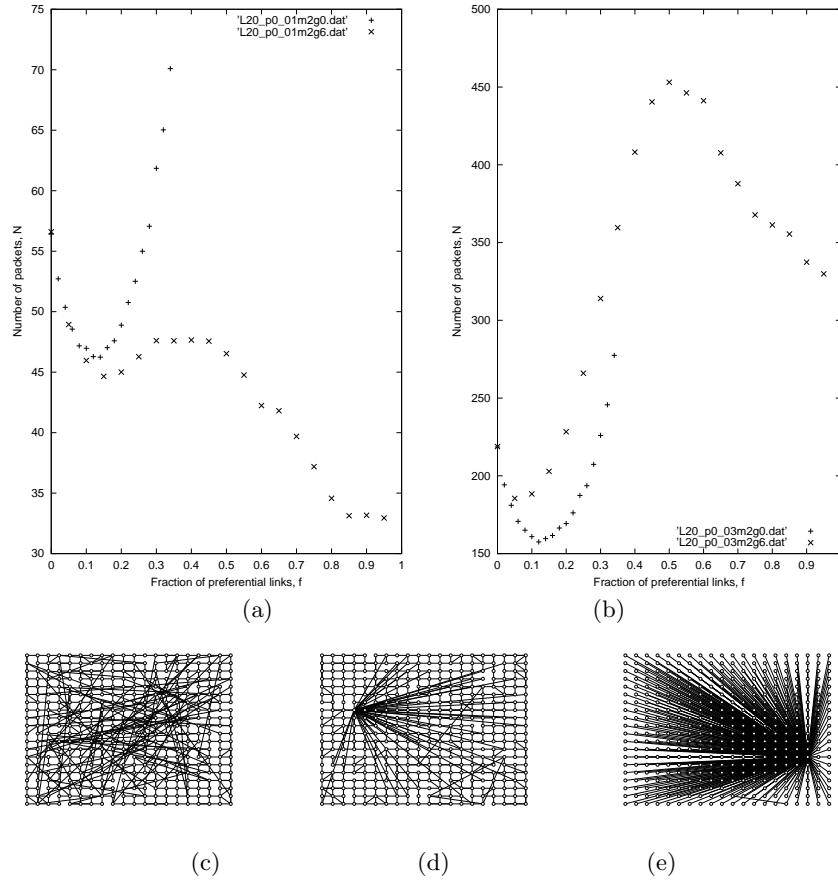 75
70
65
60
55
50
45
40
35
30
0 0.1 0.2 0.3 0.4 0.5 0.6 0.7 0.8 0.9 1
Number of packets, N
Fraction of preferential links, f
'L20_p0_01m2g0.dat'
'L20_p0_01m2g6.dat'
(a)
500
450
400
350
300
250
200
150
0 0.1 0.2 0.3 0.4 0.5 0.6 0.7 0.8 0.9
Number of packets, N
Fraction of preferential links, f
'L20_p0_03m2g0.dat'
'L20_p0_03m2g6.dat'
(b)
(c) (d) (e)